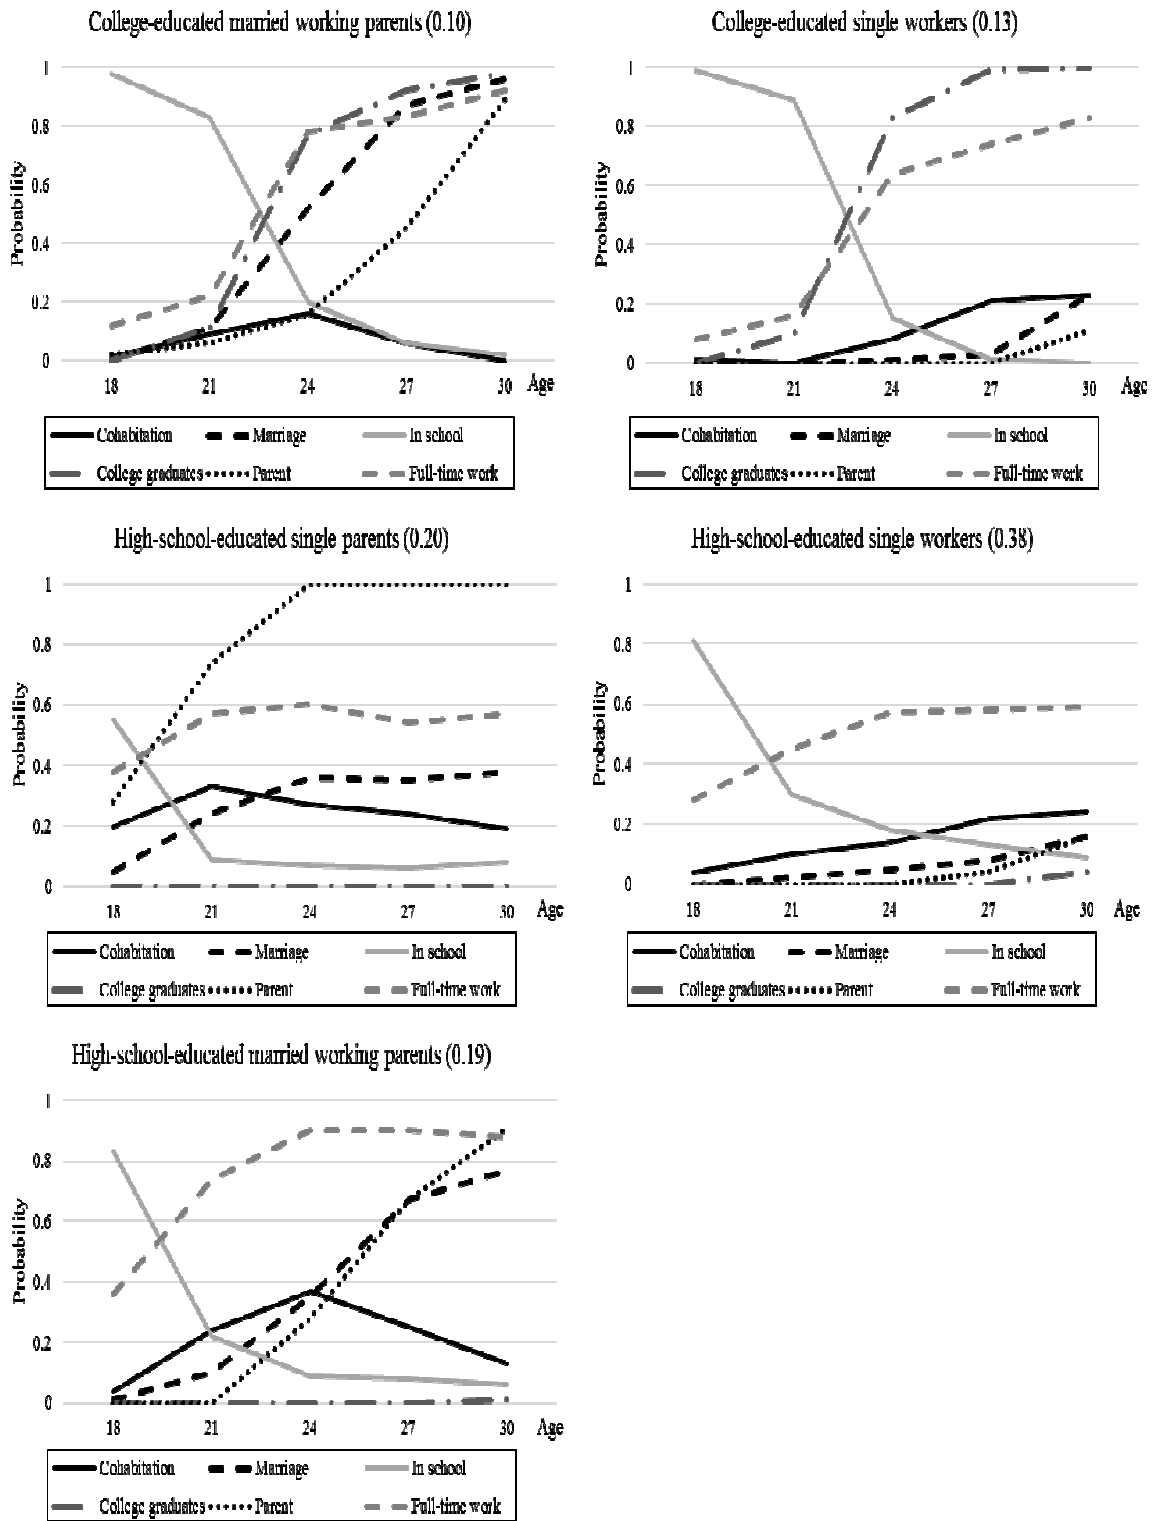 College-educated married working parents (0.10)
Probability
1
0.8
0.6
0.4
0.2
0
18 21 24 27 30 Age
Cohabitation Marriage In school
College graduates Parent Full-time work
College-educated single workers (0.13)
Probability
1
0.8
0.6
0.4
0.2
0
18 21 24 27 30 Age
Cohabitation Marriage In school
College graduates Parent Full-time work
High-school-educated single parents (0.20)
Probability
1
0.8
0.6
0.4
0.2
0
18 21 24 27 30 Age
Cohabitation Marriage In school
College graduates Parent Full-time work
High-school-educated single workers (0.38)
Probability
1
0.8
0.6
0.4
0.2
0
18 21 24 27 30 Age
Cohabitation Marriage In school
College graduates Parent Full-time work
High-school-educated married working parents (0.19)
Probability
1
0.8
0.6
0.4
0.2
0
18 21 24 27 30 Age
Cohabitation Marriage In school
College graduates Parent Full-time work